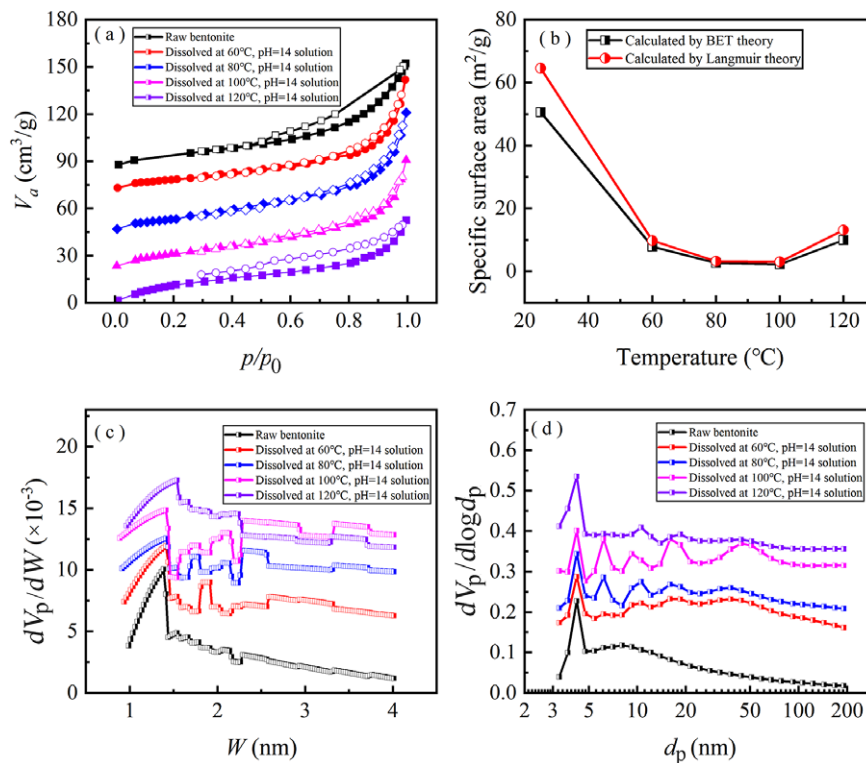 ( a )
Raw bentonite
Dissolved at 60℃, pH=14 solution
Dissolved at 80℃, pH=14 solution
Dissolved at 100℃, pH=14 solution
Dissolved at 120℃, pH=14 solution
180
150
120
90
60
30
0
Va (cm3/g)
0.0 0.2 0.4 0.6 0.8 1.0
p/p0
( b )
Calculated by BET theory
Calculated by Langmuir theory
80
60
40
20
0
Specific surface area (m2/g)
20 40 60 80 100 120
Temperature (℃)
( c )
Raw bentonite
Dissolved at 60℃, pH=14 solution
Dissolved at 80℃, pH=14 solution
Dissolved at 100℃, pH=14 solution
Dissolved at 120℃, pH=14 solution
20
15
10
5
0
dVp/dW (×10-3)
1 2 3 4
W (nm)
( d )
Raw bentonite
Dissolved at 60℃, pH=14 solution
Dissolved at 80℃, pH=14 solution
Dissolved at 100℃, pH=14 solution
Dissolved at 120℃, pH=14 solution
0.7
0.6
0.5
0.4
0.3
0.2
0.1
0
dVp/dlogdp
2 3 5 10 20 50 100 200
dp (nm)